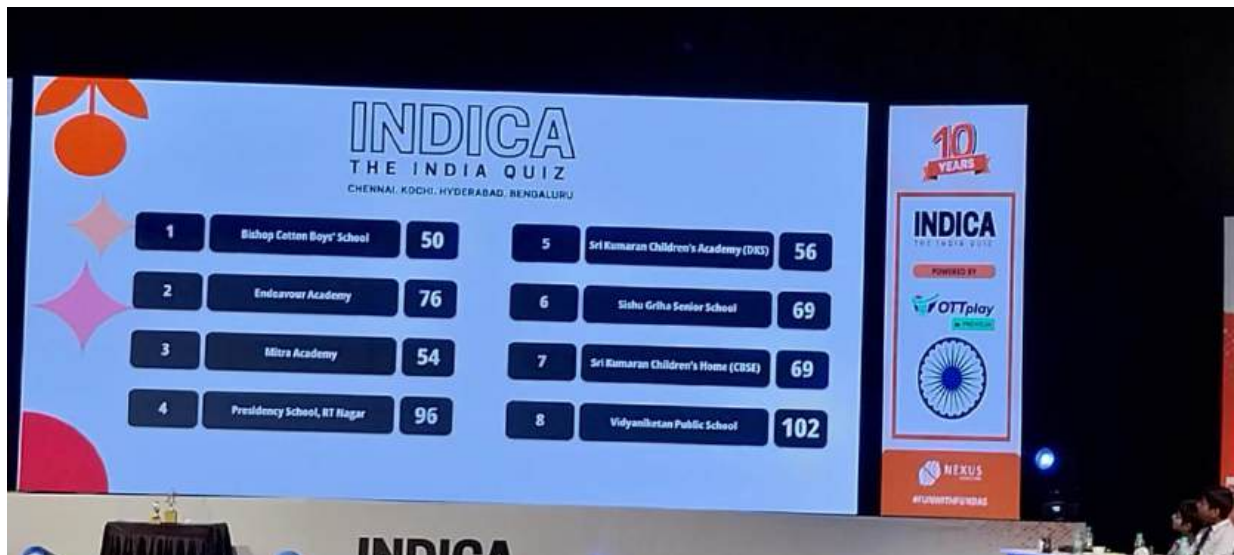 INDICA
THE INDIA QUIZ
CHENNAI. KOCHI. HYDERABAD. BENGALURU
1 Bishop Cotton Boys' School 50
2 Endeavour Academy 76
3 Mitra Academy 54
4 Presidency School, RT Nagar 96
5 Sri Kumaran Children's Academy (DKS) 56
6 Sishu Griha Senior School 69
7 Sri Kumaran Children's Home (CBSE) 69
8 Vidyaniketan Public School 102
10
YEARS
INDICA
THE INDIA QUIZ
POWERED BY
OTTplay
NEXUS
#FUNWITHFUNDAS
INDICA